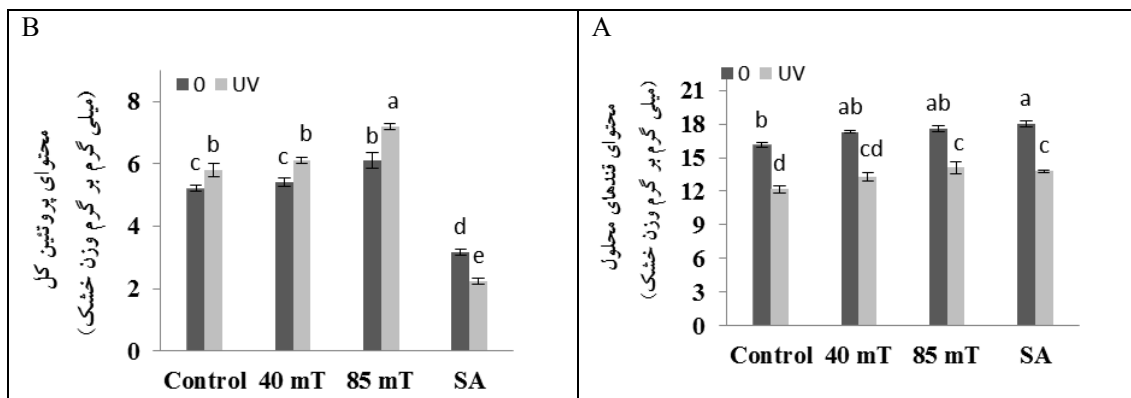 B
0 UV
محتوای پروتئین کل
(میلی گرم بر گرم وزن خشک)
8
6
4
2
0
c b c b b a d e
Control 40 mT 85 mT SA
A
0 UV
محتوای قندهای محلول
(میلی گرم بر گرم وزن خشک)
21
18
15
12
9
6
3
0
b d ab cd ab c a c
Control 40 mT 85 mT SA